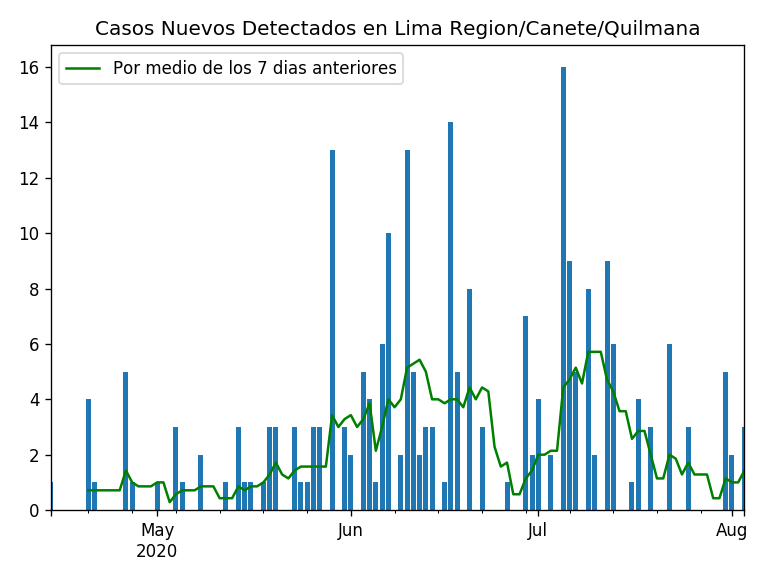 Casos Nuevos Detectados en Lima Region/Canete/Quilmana
Por medio de los 7 dias anteriores
16
14
12
10
8
6
4
2
0
May
2020
Jun
Jul
Aug